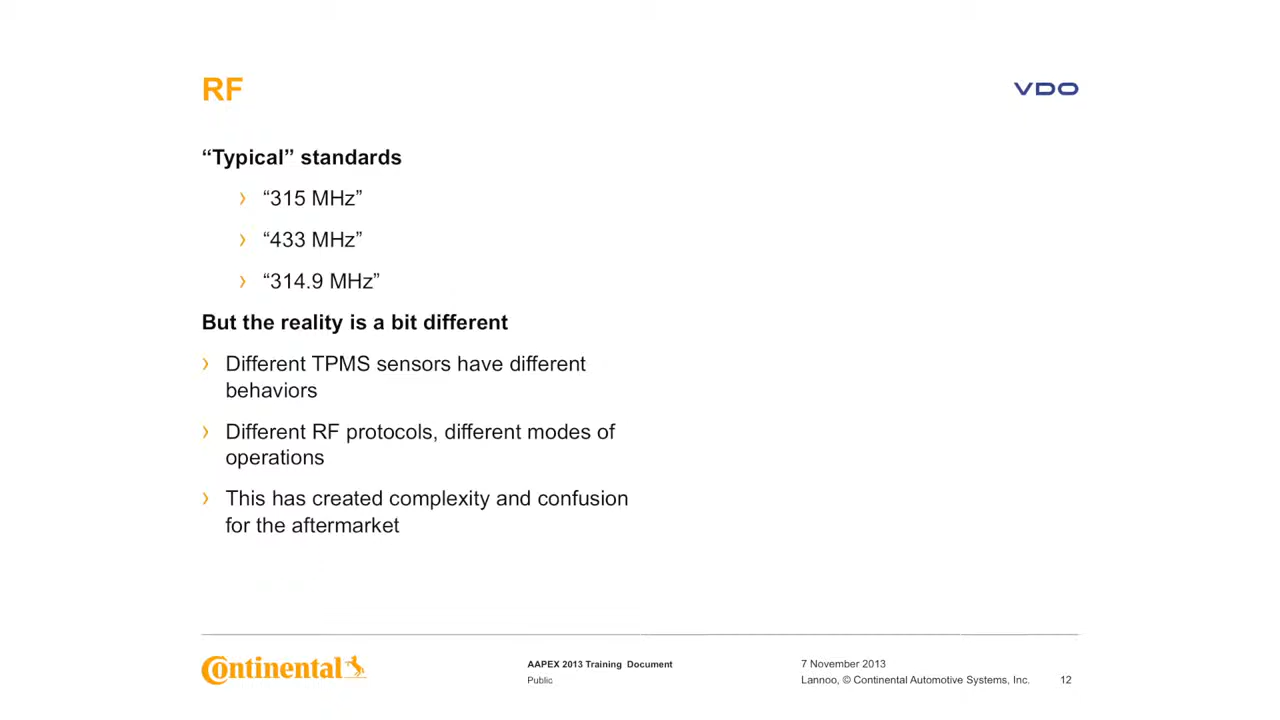 RF
VDO
“Typical” standards
› “315 MHz”
› “433 MHz”
› “314.9 MHz”
But the reality is a bit different
› Different TPMS sensors have different
behaviors
› Different RF protocols, different modes of
operations
› This has created complexity and confusion
for the aftermarket
Continental
AAPEX 2013 Training Document
Public
7 November 2013
Lannoo, © Continental Automotive Systems, Inc.
12